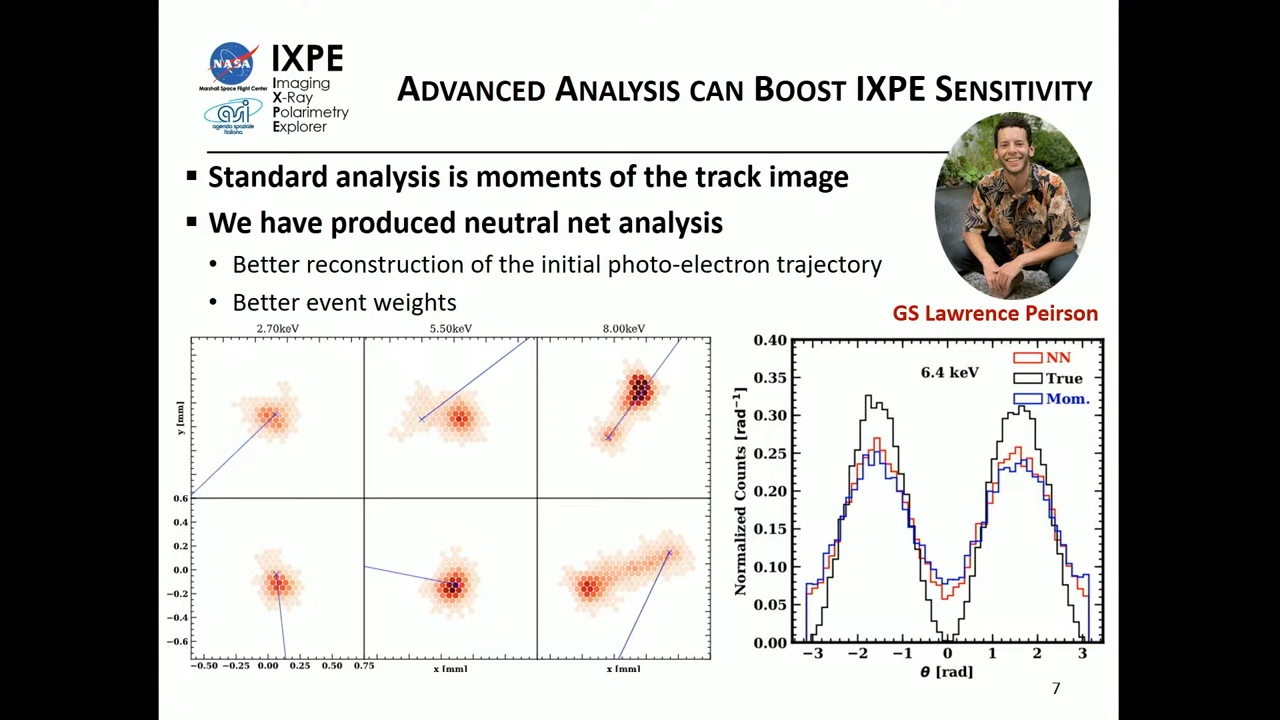 NASA
Marshall Space Flight Center
asi
agenzia spaziale
italiana
IXPE
Imaging
X-Ray
Polarimetry
Explorer
ADVANCED ANALYSIS CAN BOOST IXPE SENSITIVITY
▪ Standard analysis is moments of the track image
▪ We have produced neutral net analysis
• Better reconstruction of the initial photo-electron trajectory
• Better event weights
GS Lawrence Peirson
2.70keV 5.50keV 8.00keV
y [mm]
0.6
0.4
0.2
0.0
−0.2
−0.4
−0.6
−0.50 −0.25 0.00 0.25 0.50 0.75
x [mm] x [mm]
0.40
0.35
0.30
0.25
0.20
0.15
0.10
0.05
0.00
Normalized Counts [rad⁻¹]
6.4 keV
NN
True
Mom.
−3 −2 −1 0 1 2 3
θ [rad]
7